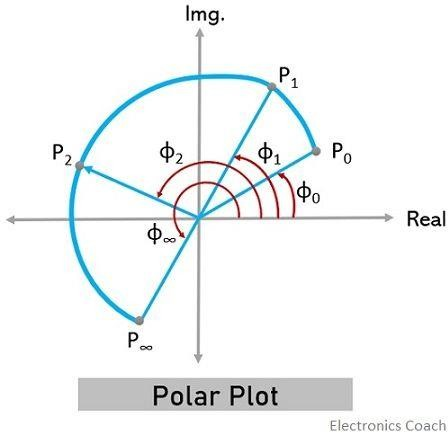 Img.
P₁
P₂
ϕ₂
ϕ₁
P₀
ϕ₀
Real
ϕ∞
P∞
Polar Plot
Electronics Coach